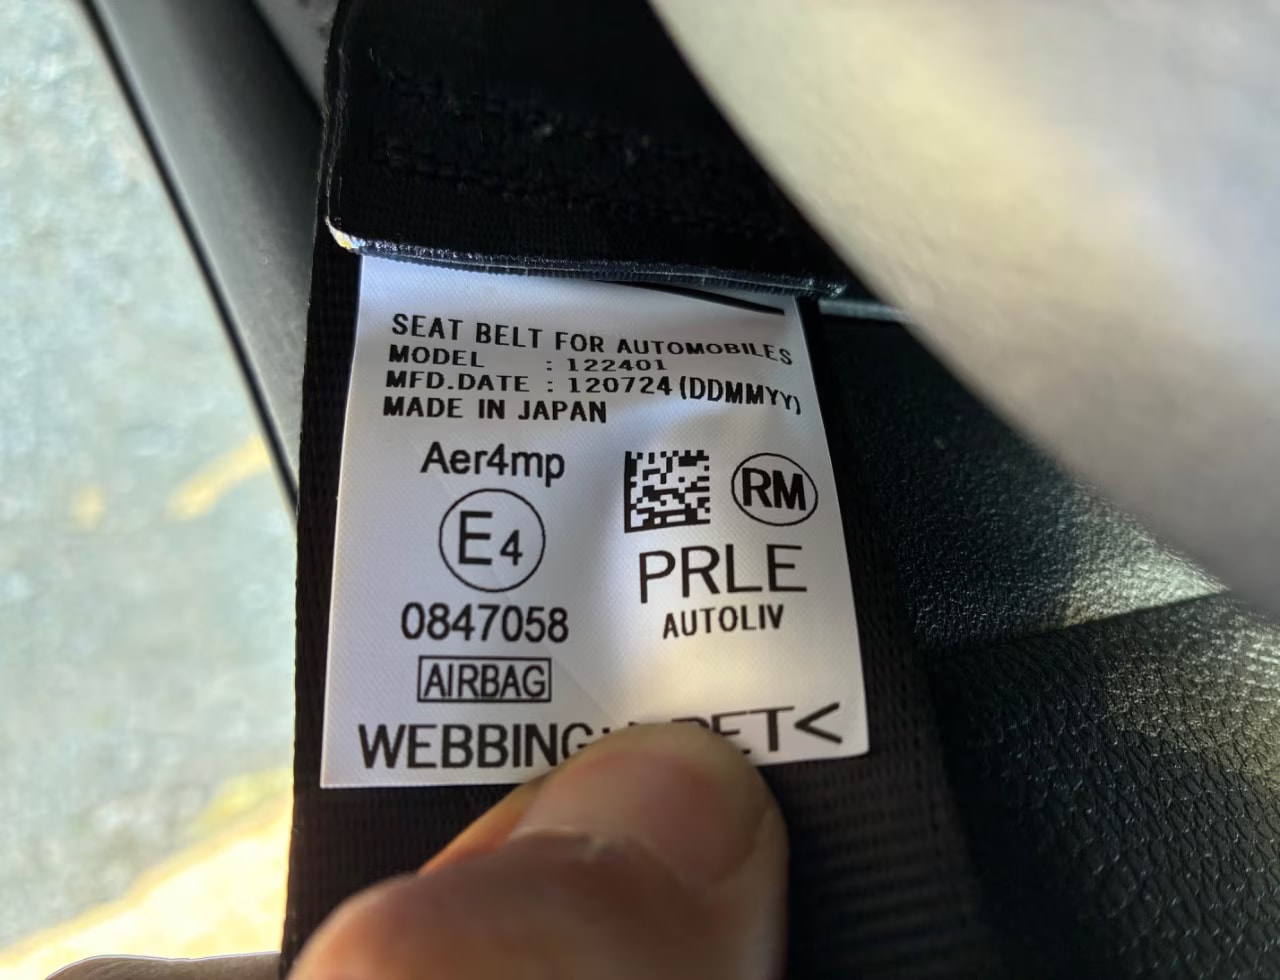 SEAT BELT FOR AUTOMOBILES
MODEL : 122401
MFD.DATE : 120724 (DDMMYY)
MADE IN JAPAN
Aer4mp
RM
E4
PRLE
0847058
AUTOLIV
AIRBAG
WEBBING: PET<